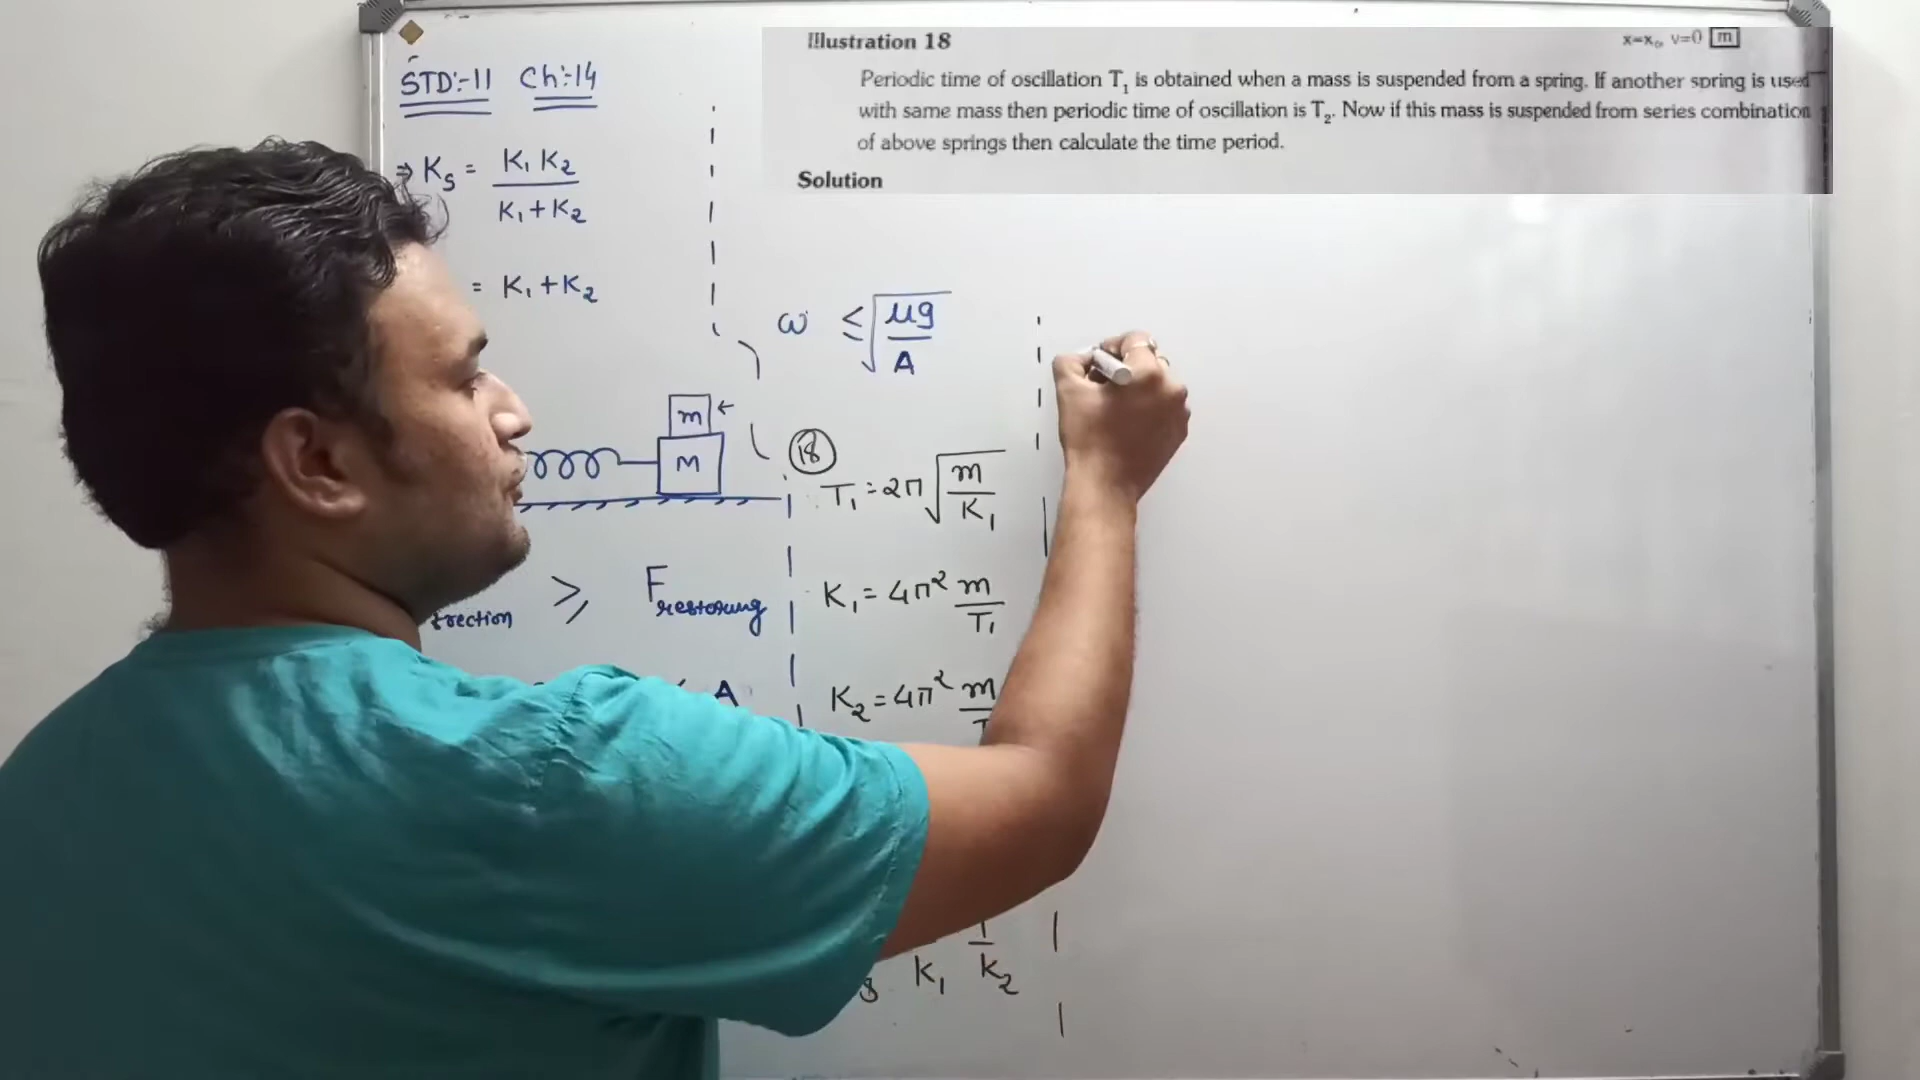 Illustration 18
x=x₀, v=0 m
Periodic time of oscillation T₁ is obtained when a mass is suspended from a spring. If another spring is used
with same mass then periodic time of oscillation is T₂. Now if this mass is suspended from series combination
of above springs then calculate the time period.
Solution
STD:-11 Ch:-14
⇒ K_S = K₁ K₂ / K₁ + K₂
= K₁ + K₂
ω ≤ √(μg / A)
m ←
M
⩾ F restoring
A
18
T₁ = 2π √(m / K₁)
K₁ = 4π² m / T₁
K₂ = 4π² m / T
K₁ K₂